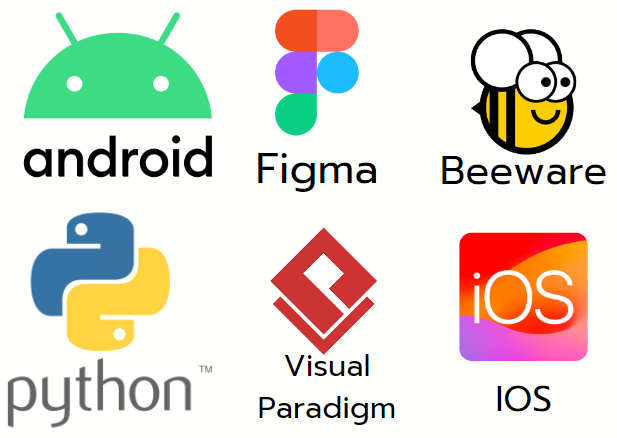 android
Figma
Beeware
python™
Visual
Paradigm
iOS
IOS